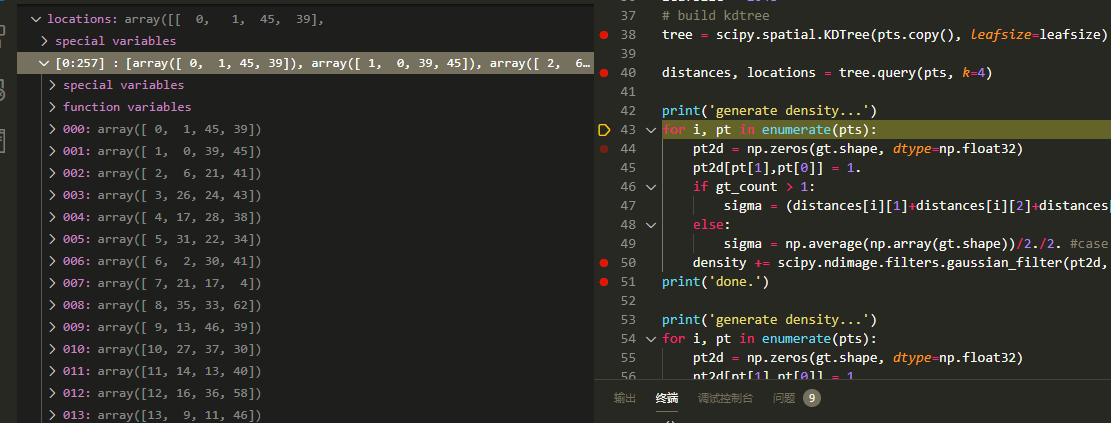 locations: array([[  0,   1,  45,  39],
special variables
[0:257] : [array([ 0,  1, 45, 39]), array([ 1,  0, 39, 45]), array([ 2,  6…
special variables
function variables
000: array([ 0,  1, 45, 39])
001: array([ 1,  0, 39, 45])
002: array([ 2,  6, 21, 41])
003: array([ 3, 26, 24, 43])
004: array([ 4, 17, 28, 38])
005: array([ 5, 31, 22, 34])
006: array([ 6,  2, 30, 41])
007: array([ 7, 21, 17,  4])
008: array([ 8, 35, 33, 62])
009: array([ 9, 13, 46, 39])
010: array([10, 27, 37, 30])
011: array([11, 14, 13, 40])
012: array([12, 16, 36, 58])
013: array([13,  9, 11, 46])
37 # build kdtree
38 tree = scipy.spatial.KDTree(pts.copy(), leafsize=leafsize)
39
40 distances, locations = tree.query(pts, k=4)
41
42 print('generate density...')
43 for i, pt in enumerate(pts):
44     pt2d = np.zeros(gt.shape, dtype=np.float32)
45     pt2d[pt[1],pt[0]] = 1.
46     if gt_count > 1:
47         sigma = (distances[i][1]+distances[i][2]+distances[
48     else:
49         sigma = np.average(np.array(gt.shape))/2./2. #case
50     density += scipy.ndimage.filters.gaussian_filter(pt2d,
51 print('done.')
52
53 print('generate density...')
54 for i, pt in enumerate(pts):
55     pt2d = np.zeros(gt.shape, dtype=np.float32)
56     pt2d[pt[1],pt[0]] = 1
输出 终端 调试控制台 问题 9